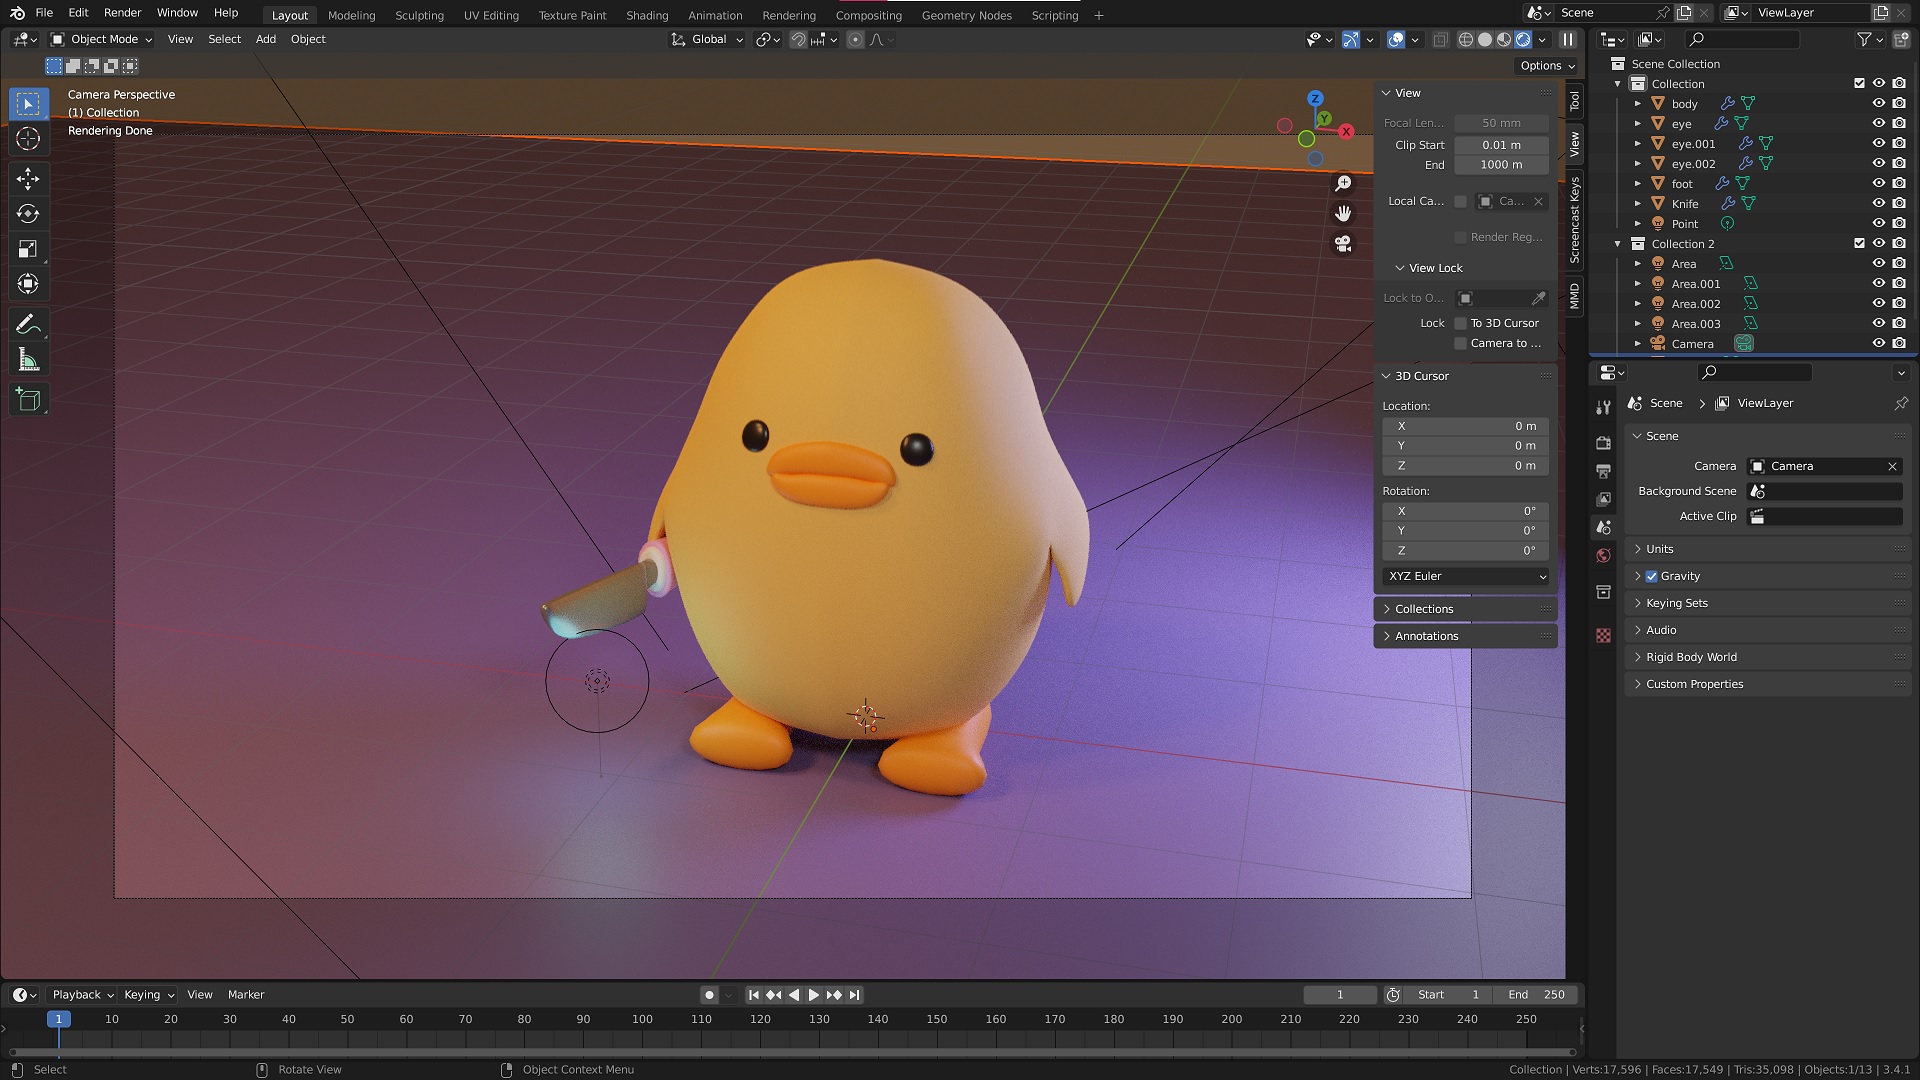 File Edit Render Window Help Layout Modeling Sculpting UV Editing Texture Paint Shading Animation Rendering Compositing Geometry Nodes Scripting + Scene ViewLayer
Object Mode View Select Add Object Global
Options
Camera Perspective
(1) Collection
Rendering Done
Z
Y
X
View
Focal Len... 50 mm
Clip Start 0.01 m
End 1000 m
Local Ca... Ca...
Render Reg...
View Lock
Lock to O...
Lock To 3D Cursor
Camera to ...
3D Cursor
Location:
X 0 m
Y 0 m
Z 0 m
Rotation:
X 0°
Y 0°
Z 0°
XYZ Euler
Collections
Annotations
Tool
View
Screencast Keys
MMD
Scene Collection
Collection
body
eye
eye.001
eye.002
foot
Knife
Point
Collection 2
Area
Area.001
Area.002
Area.003
Camera
Scene > ViewLayer
Scene
Camera Camera
Background Scene
Active Clip
Units
Gravity
Keying Sets
Audio
Rigid Body World
Custom Properties
Playback Keying View Marker 1 Start 1 End 250
1 10 20 30 40 50 60 70 80 90 100 110 120 130 140 150 160 170 180 190 200 210 220 230 240 250
Select Rotate View Object Context Menu Collection | Verts:17,596 | Faces:17,549 | Tris:35,098 | Objects:1/13 | 3.4.1